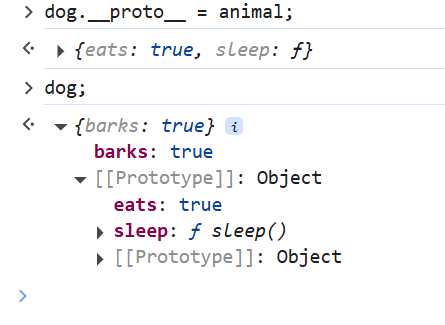 > dog.__proto__ = animal;
<· ▶ {eats: true, sleep: ƒ}
> dog;
<· ▼ {barks: true} i
barks: true
▼ [[Prototype]]: Object
eats: true
▶ sleep: ƒ sleep()
▶ [[Prototype]]: Object
>